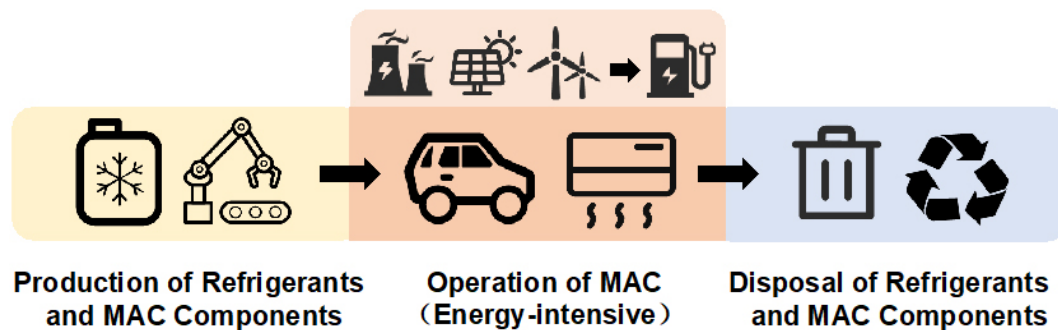 Production of Refrigerants
and MAC Components
Operation of MAC
（Energy-intensive）
Disposal of Refrigerants
and MAC Components